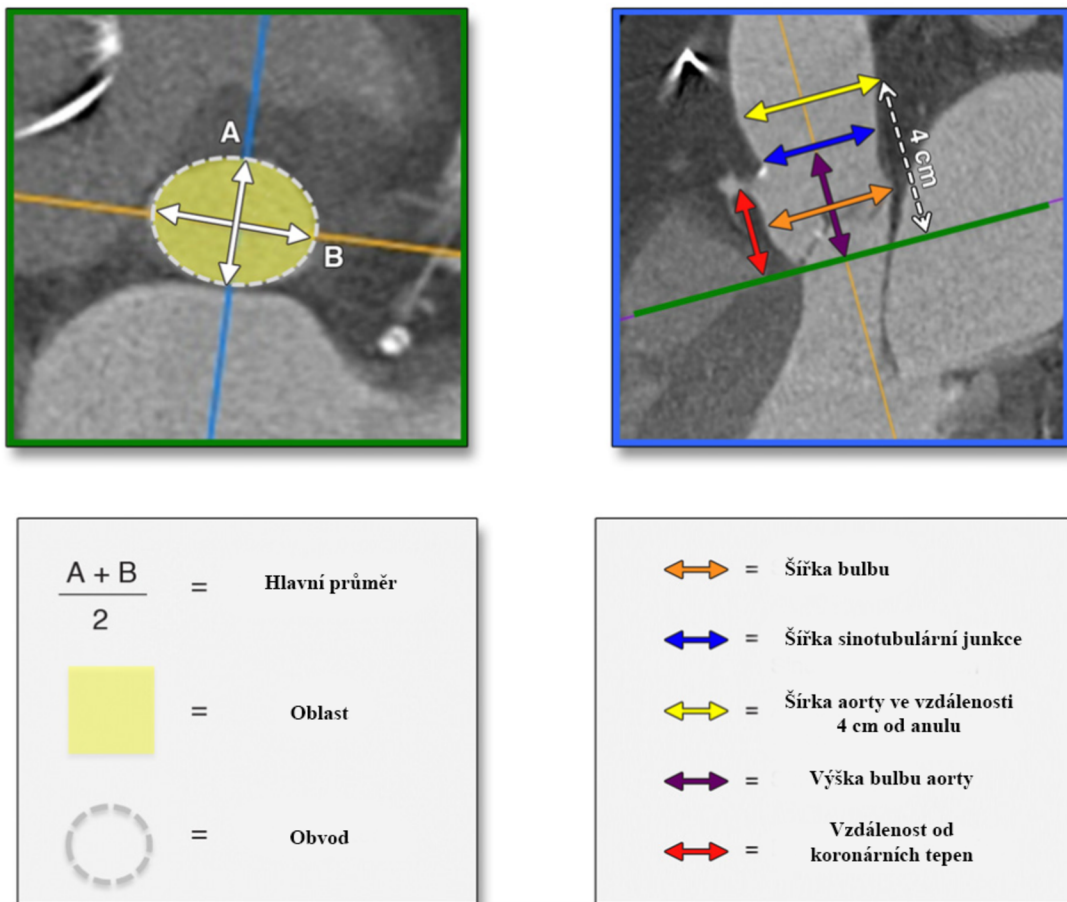 A
B
4 cm
A + B
2
=
Hlavní průměr
=
Oblast
=
Obvod
= Šířka bulbu
= Šířka sinotubulární junkce
= Šírka aorty ve vzdálenosti
4 cm od anulu
= Výška bulbu aorty
Vzdálenost od
= koronárních tepen